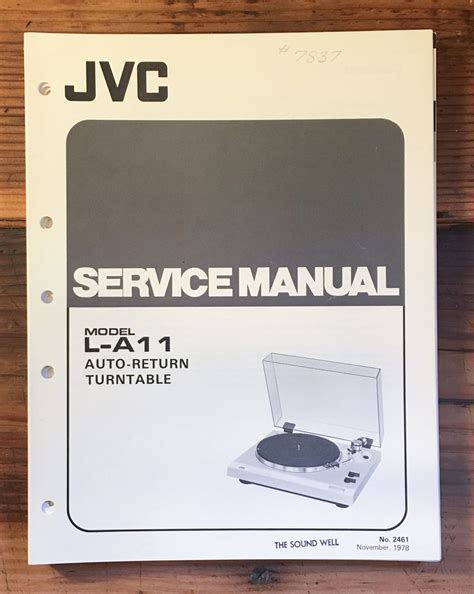 # 7837
JVC
SERVICE MANUAL
MODEL
L-A11
AUTO-RETURN
TURNTABLE
THE SOUND WELL
No. 2461
November, 1978